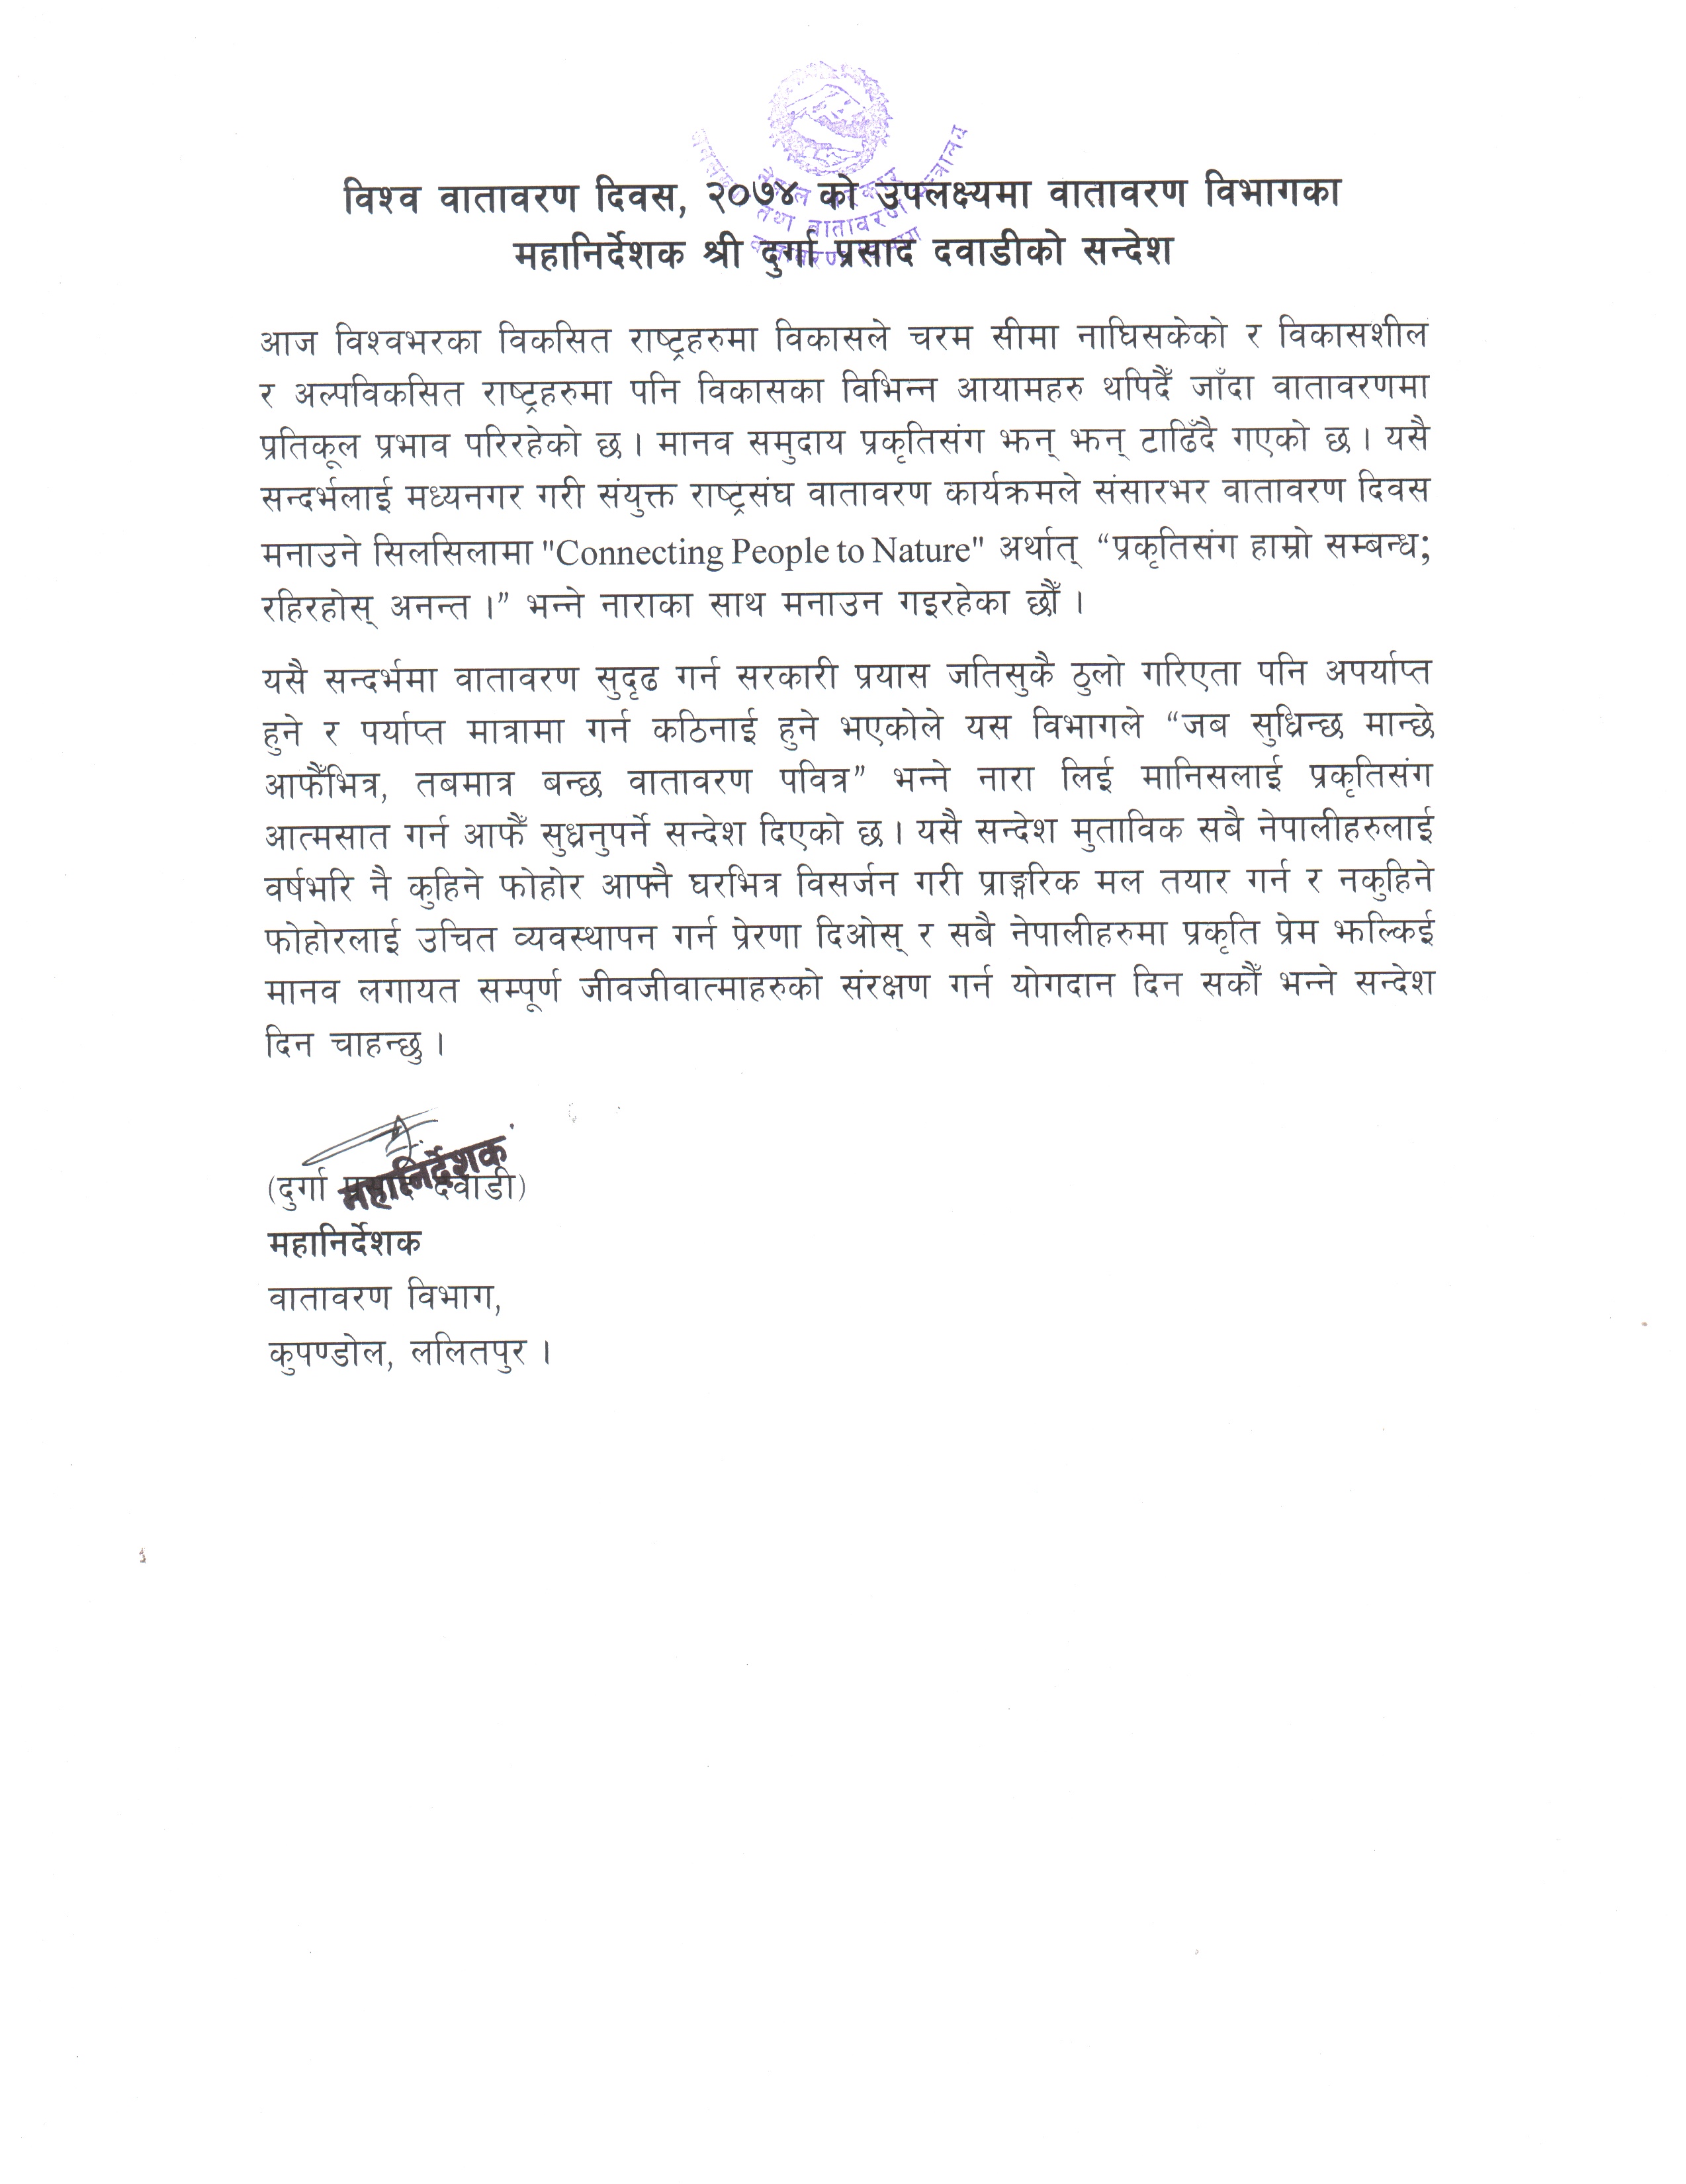 नेपाल सरकार
तथा वातावरण मन्त्रालय
विश्व वातावरण दिवस, २०७४ को उपलक्ष्यमा वातावरण विभागका
महानिर्देशक श्री दुर्गा प्रसाद दवाडीको सन्देश
आज विश्वभरका विकसित राष्ट्रहरुमा विकासले चरम सीमा नाघिसकेको र विकासशील
र अल्पविकसित राष्ट्रहरुमा पनि विकासका विभिन्न आयामहरु थपिदैँ जाँदा वातावरणमा
प्रतिकूल प्रभाव परिरहेको छ । मानव समुदाय प्रकृतिसंग झन् झन् टाढिँदै गएको छ । यसै
सन्दर्भलाई मध्यनगर गरी संयुक्त राष्ट्रसंघ वातावरण कार्यक्रमले संसारभर वातावरण दिवस
मनाउने सिलसिलामा "Connecting People to Nature" अर्थात् “प्रकृतिसंग हाम्रो सम्बन्ध;
रहिरहोस् अनन्त ।” भन्ने नाराका साथ मनाउन गइरहेका छौँ ।
यसै सन्दर्भमा वातावरण सुदृढ गर्न सरकारी प्रयास जतिसुकै ठुलो गरिएता पनि अपर्याप्त
हुने र पर्याप्त मात्रामा गर्न कठिनाई हुने भएकोले यस विभागले “जब सुध्रिन्छ मान्छे
आफैँभित्र, तबमात्र बन्छ वातावरण पवित्र” भन्ने नारा लिई मानिसलाई प्रकृतिसंग
आत्मसात गर्न आफैँ सुध्रनुपर्ने सन्देश दिएको छ । यसै सन्देश मुताविक सबै नेपालीहरुलाई
वर्षभरि नै कुहिने फोहोर आफ्नै घरभित्र विसर्जन गरी प्राङ्गरिक मल तयार गर्न र नकुहिने
फोहोरलाई उचित व्यवस्थापन गर्न प्रेरणा दिओस् र सबै नेपालीहरुमा प्रकृति प्रेम झल्किई
मानव लगायत सम्पूर्ण जीवजीवात्माहरुको संरक्षण गर्न योगदान दिन सकौँ भन्ने सन्देश
दिन चाहन्छु ।
महानिर्देशक
(दुर्गा प्रसाद दवाडी)
महानिर्देशक
वातावरण विभाग,
कुपण्डोल, ललितपुर ।